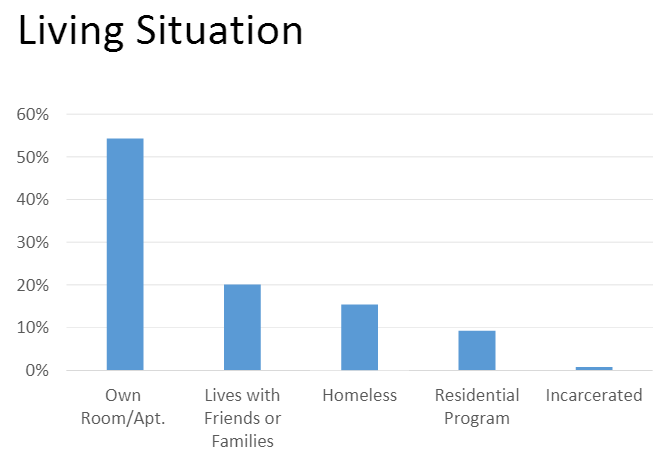 Living Situation
60%
50%
40%
30%
20%
10%
0%
Own
Room/Apt.
Lives with
Friends or
Families
Homeless
Residential
Program
Incarcerated